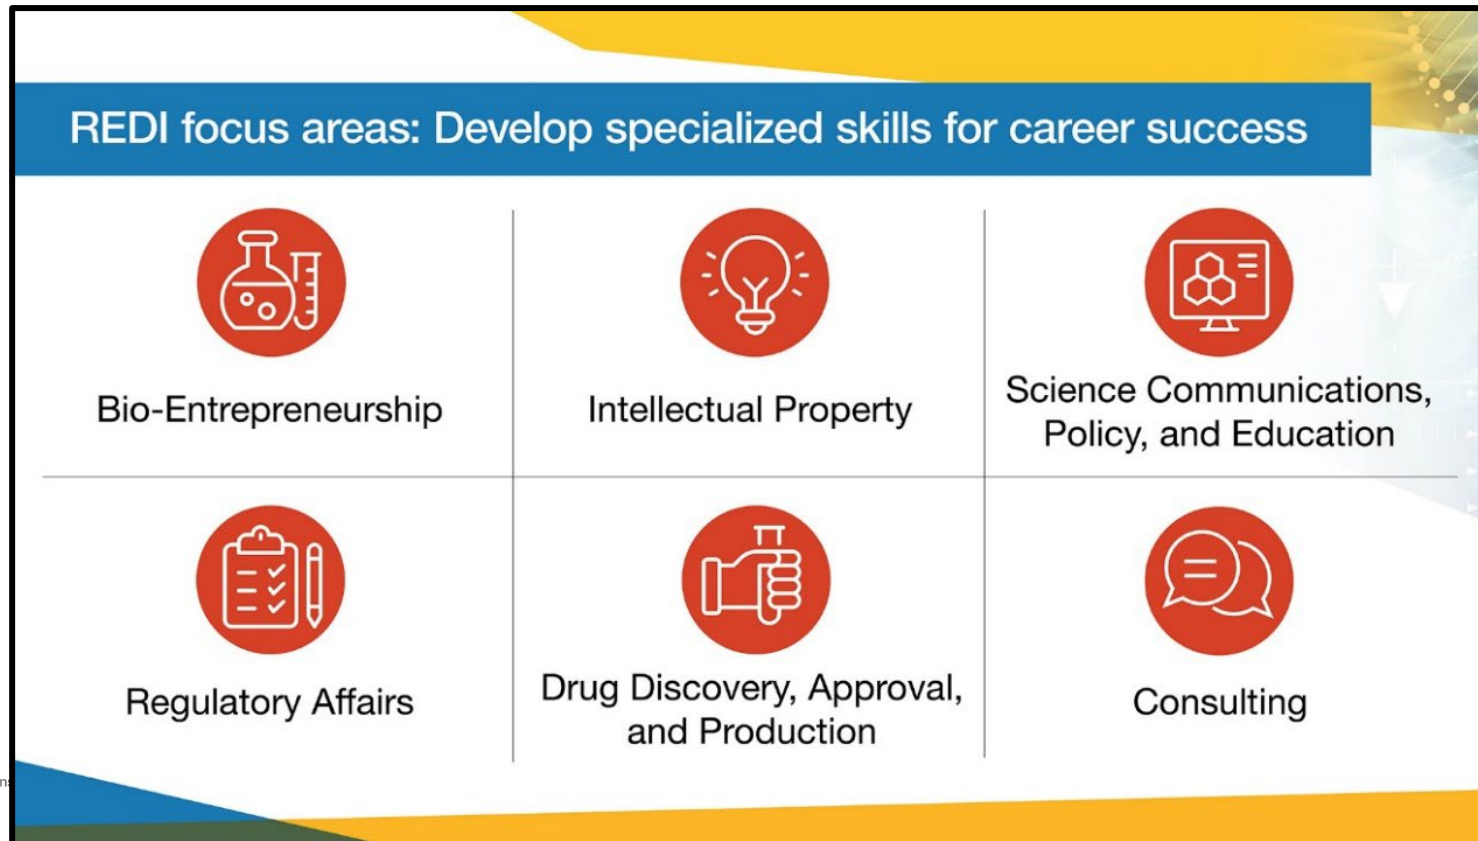 REDI focus areas: Develop specialized skills for career success
Bio-Entrepreneurship
Intellectual Property
Science Communications,
Policy, and Education
Regulatory Affairs
Drug Discovery, Approval,
and Production
Consulting